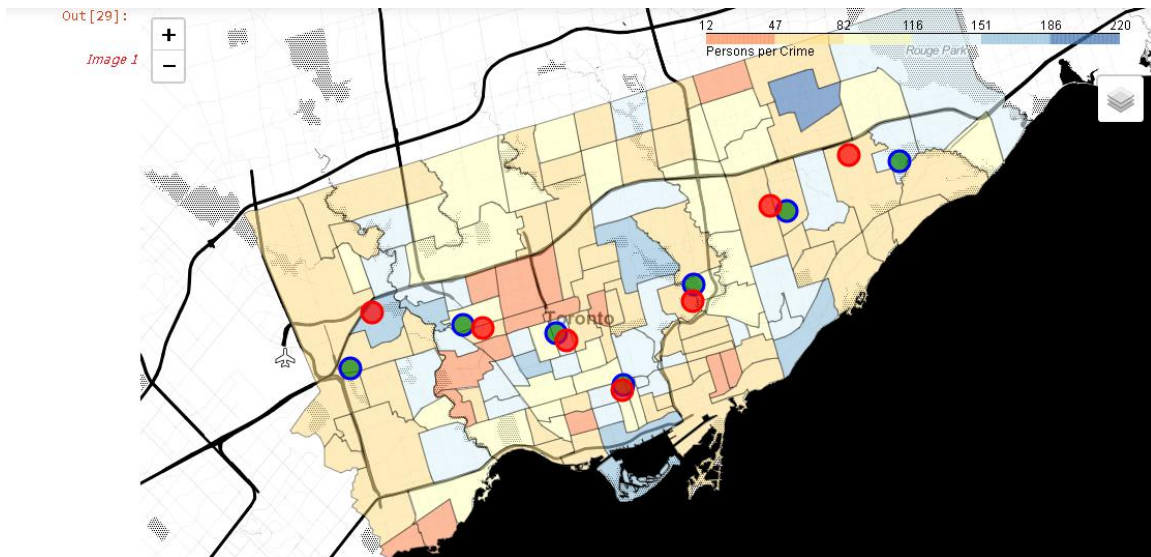 Out[29]:
Image 1
+
−
12 47 82 116 151 186 220
Persons per Crime
Rouge Park
Toronto